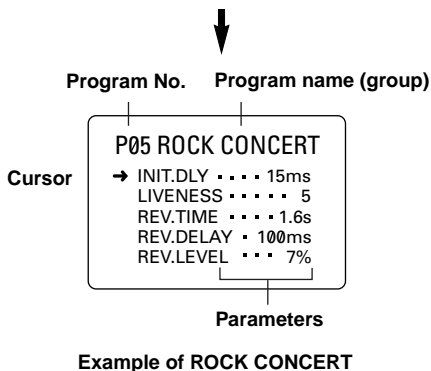 Program No. Program name (group)
P05 ROCK CONCERT
Cursor
➜ INIT.DLY ···· 15ms
LIVENESS ····· 5
REV.TIME ···· 1.6s
REV.DELAY · 100ms
REV.LEVEL ··· 7%
Parameters
Example of ROCK CONCERT